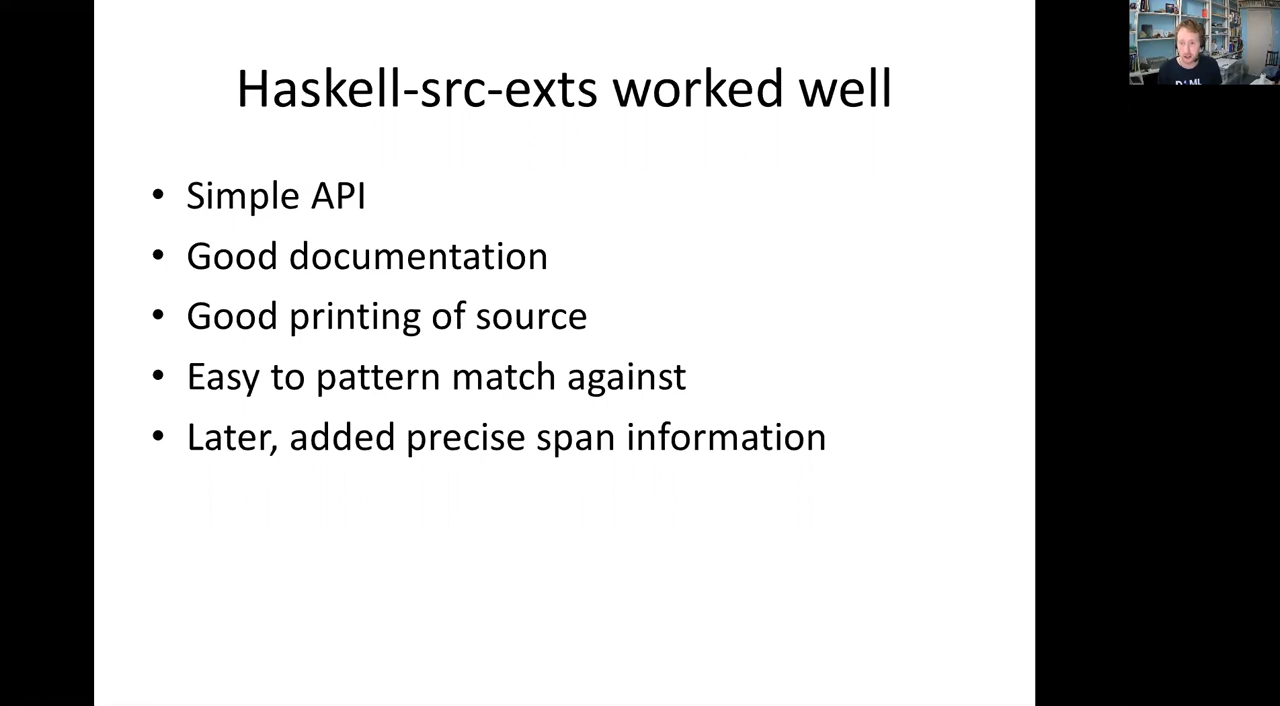 Haskell-src-exts worked well
• Simple API
• Good documentation
• Good printing of source
• Easy to pattern match against
• Later, added precise span information